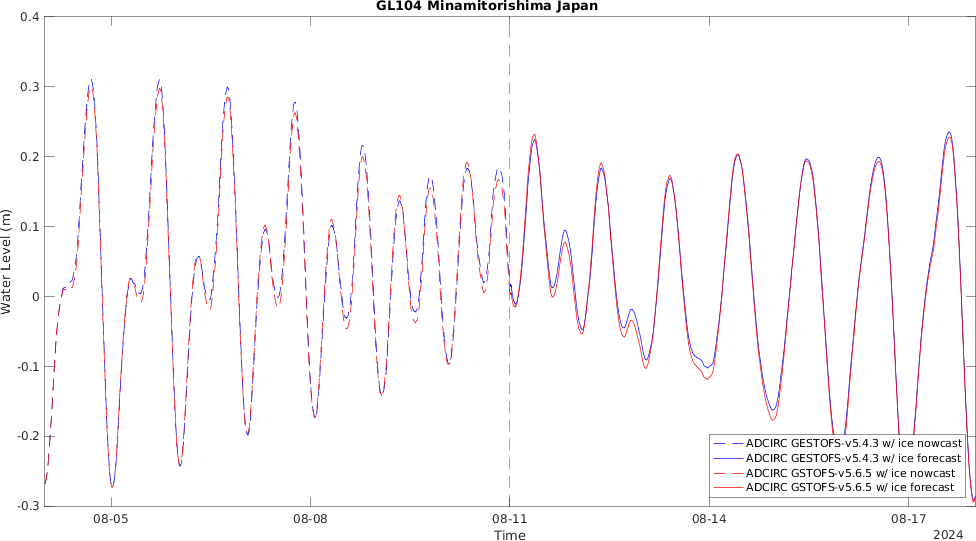 GL104 Minamitorishima Japan
0.4
0.3
0.2
0.1
0
-0.1
-0.2
-0.3
Water Level (m)
ADCIRC GESTOFS-v5.4.3 w/ ice nowcast
ADCIRC GESTOFS-v5.4.3 w/ ice forecast
ADCIRC GSTOFS-v5.6.5 w/ ice nowcast
ADCIRC GSTOFS-v5.6.5 w/ ice forecast
08-05 08-08 08-11 08-14 08-17
Time
2024